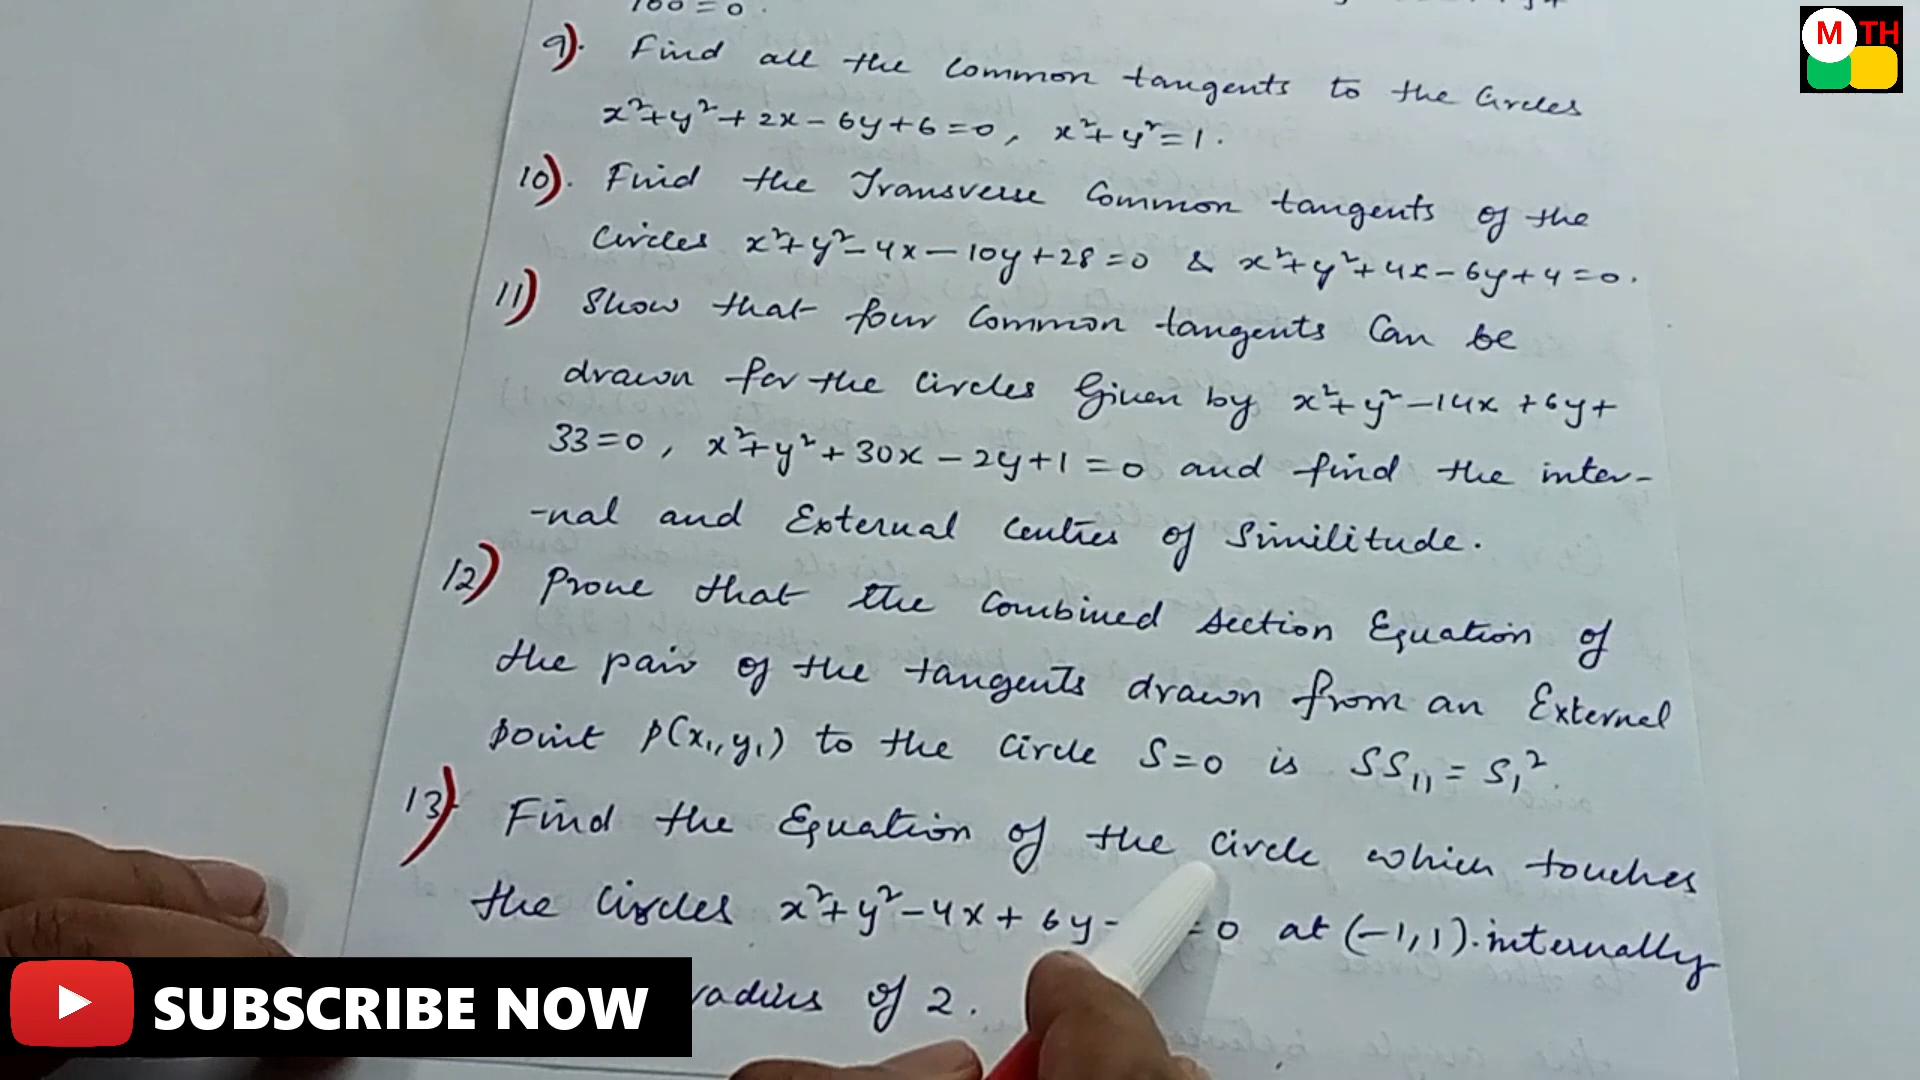 100 = 0.
9). Find all the Common tangents to the Circles
x²+y²+2x-6y+6=0, x²+y²=1.
10). Find the Transverse Common tangents of the
Circles x²+y²-4x-10y+28=0 & x²+y²+4x-6y+4=0.
11) Show that four Common tangents Can be
drawn for the Circles Given by x²+y²-14x+6y+
33=0, x²+y²+30x-2y+1=0 and find the inter-
-nal and External Centres of Similitude.
12) Prove that the Combined Section Equation of
the pair of the tangents drawn from an External
point P(x₁,y₁) to the Circle S=0 is SS₁₁=S₁².
13) Find the Equation of the Circle which touches
the Circles x²+y²-4x+6y- =0 at (-1,1). internally
radius of 2.
M TH
SUBSCRIBE NOW